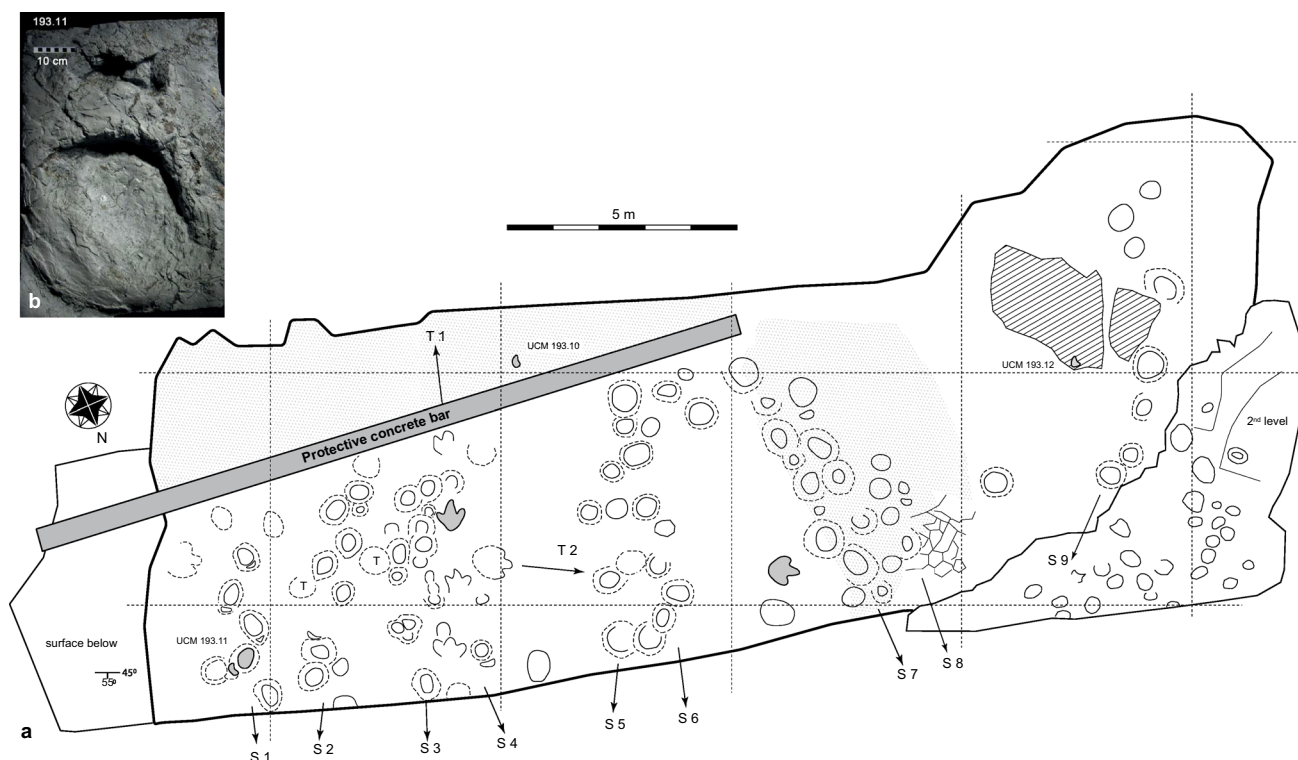 193.11
10 cm
b
5 m
T 1
UCM 193.10
UCM 193.12
Protective concrete bar
N
2nd level
T 2
T
T
S 9
UCM 193.11
surface below
45º
55º
S 7
S 8
S 5
S 6
S 4
S 3
S 2
S 1
a